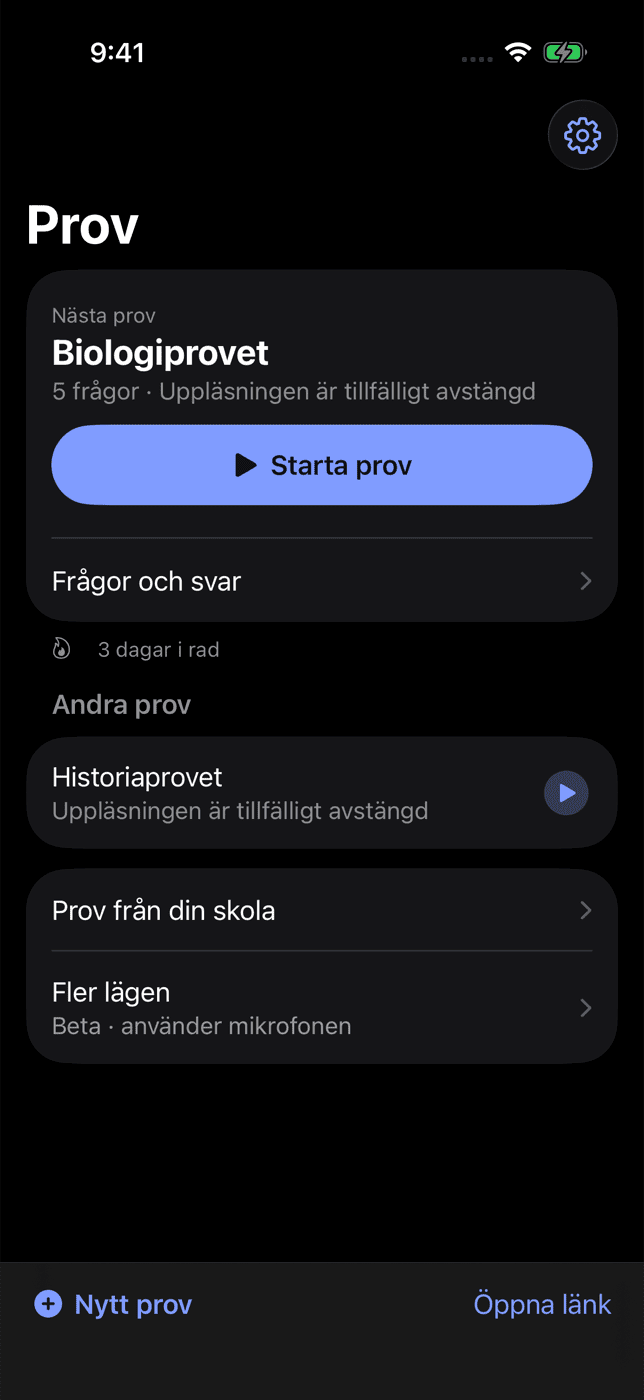 9:41
Prov
Nästa prov
Biologiprovet
5 frågor · Uppläsningen är tillfälligt avstängd
Starta prov
Frågor och svar
3 dagar i rad
Andra prov
Historiaprovet
Uppläsningen är tillfälligt avstängd
Prov från din skola
Fler lägen
Beta · använder mikrofonen
Nytt prov
Öppna länk